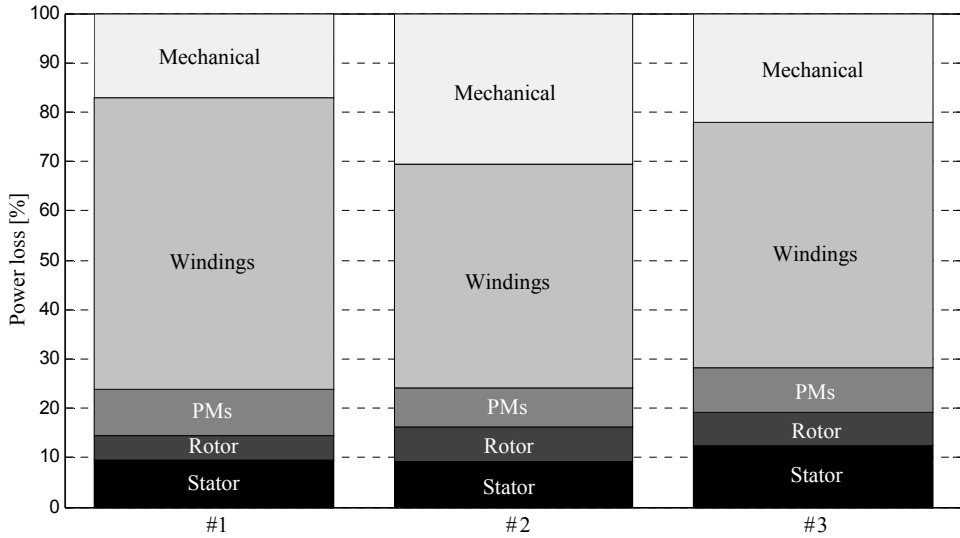 100
90
80
70
60
50
40
30
20
10
0
Power loss [%]
Mechanical
Windings
PMs
Rotor
Stator
#1
Mechanical
Windings
PMs
Rotor
Stator
#2
Mechanical
Windings
PMs
Rotor
Stator
#3